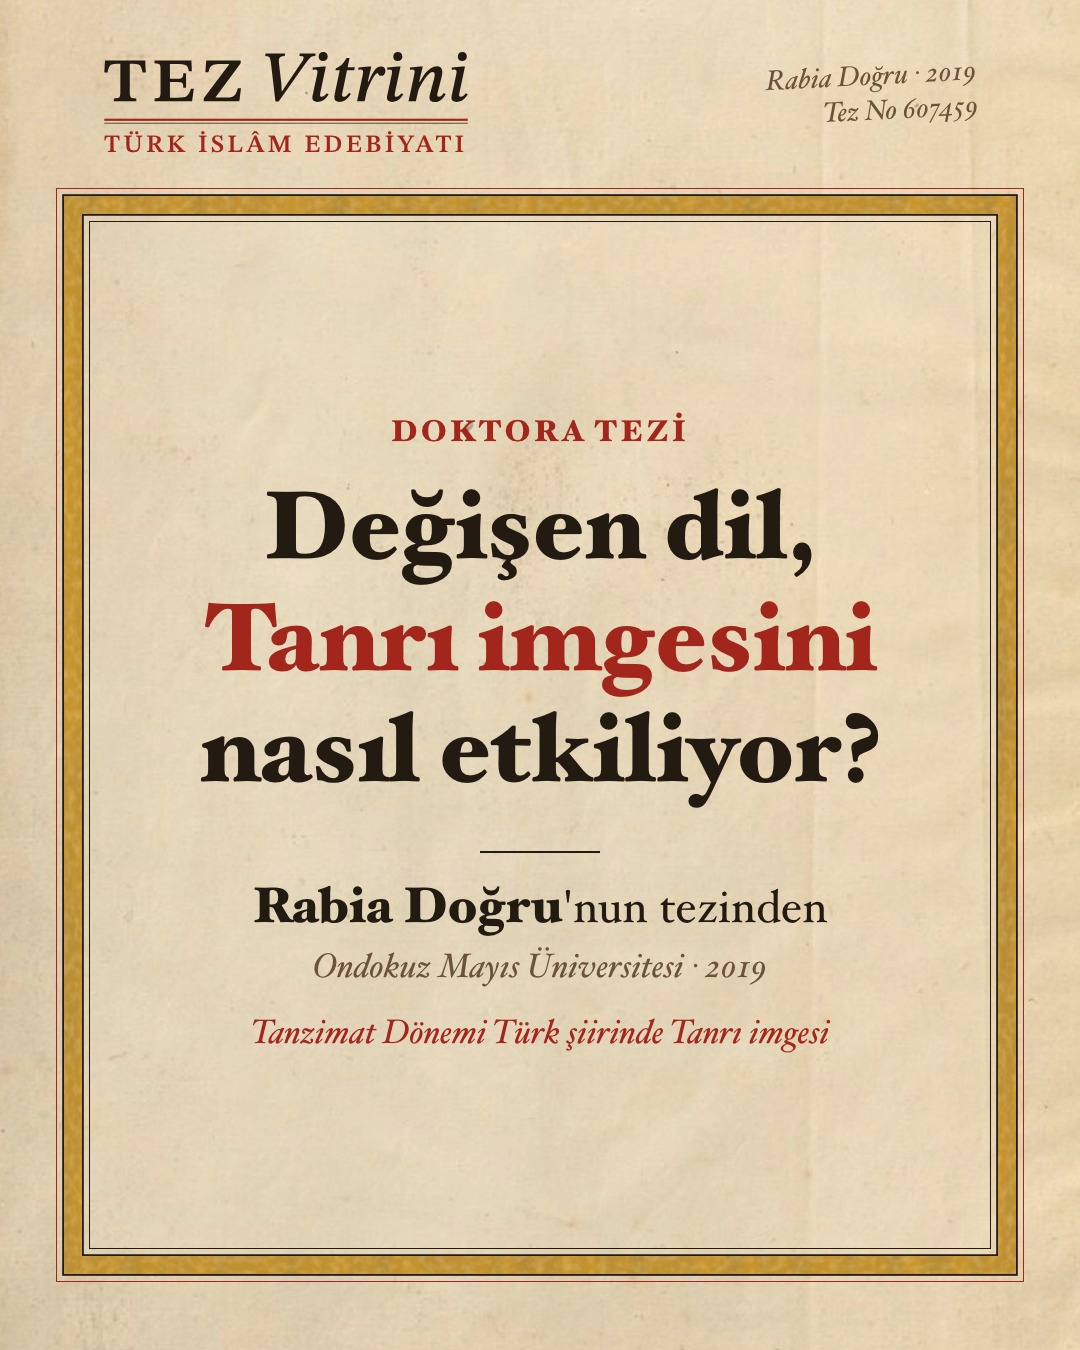 TEZ Vitrini
TÜRK İSLÂM EDEBİYATI
Rabia Doğru · 2019
Tez No 607459
DOKTORA TEZİ
Değişen dil,
Tanrı imgesini
nasıl etkiliyor?
Rabia Doğru'nun tezinden
Ondokuz Mayıs Üniversitesi · 2019
Tanzimat Dönemi Türk şiirinde Tanrı imgesi